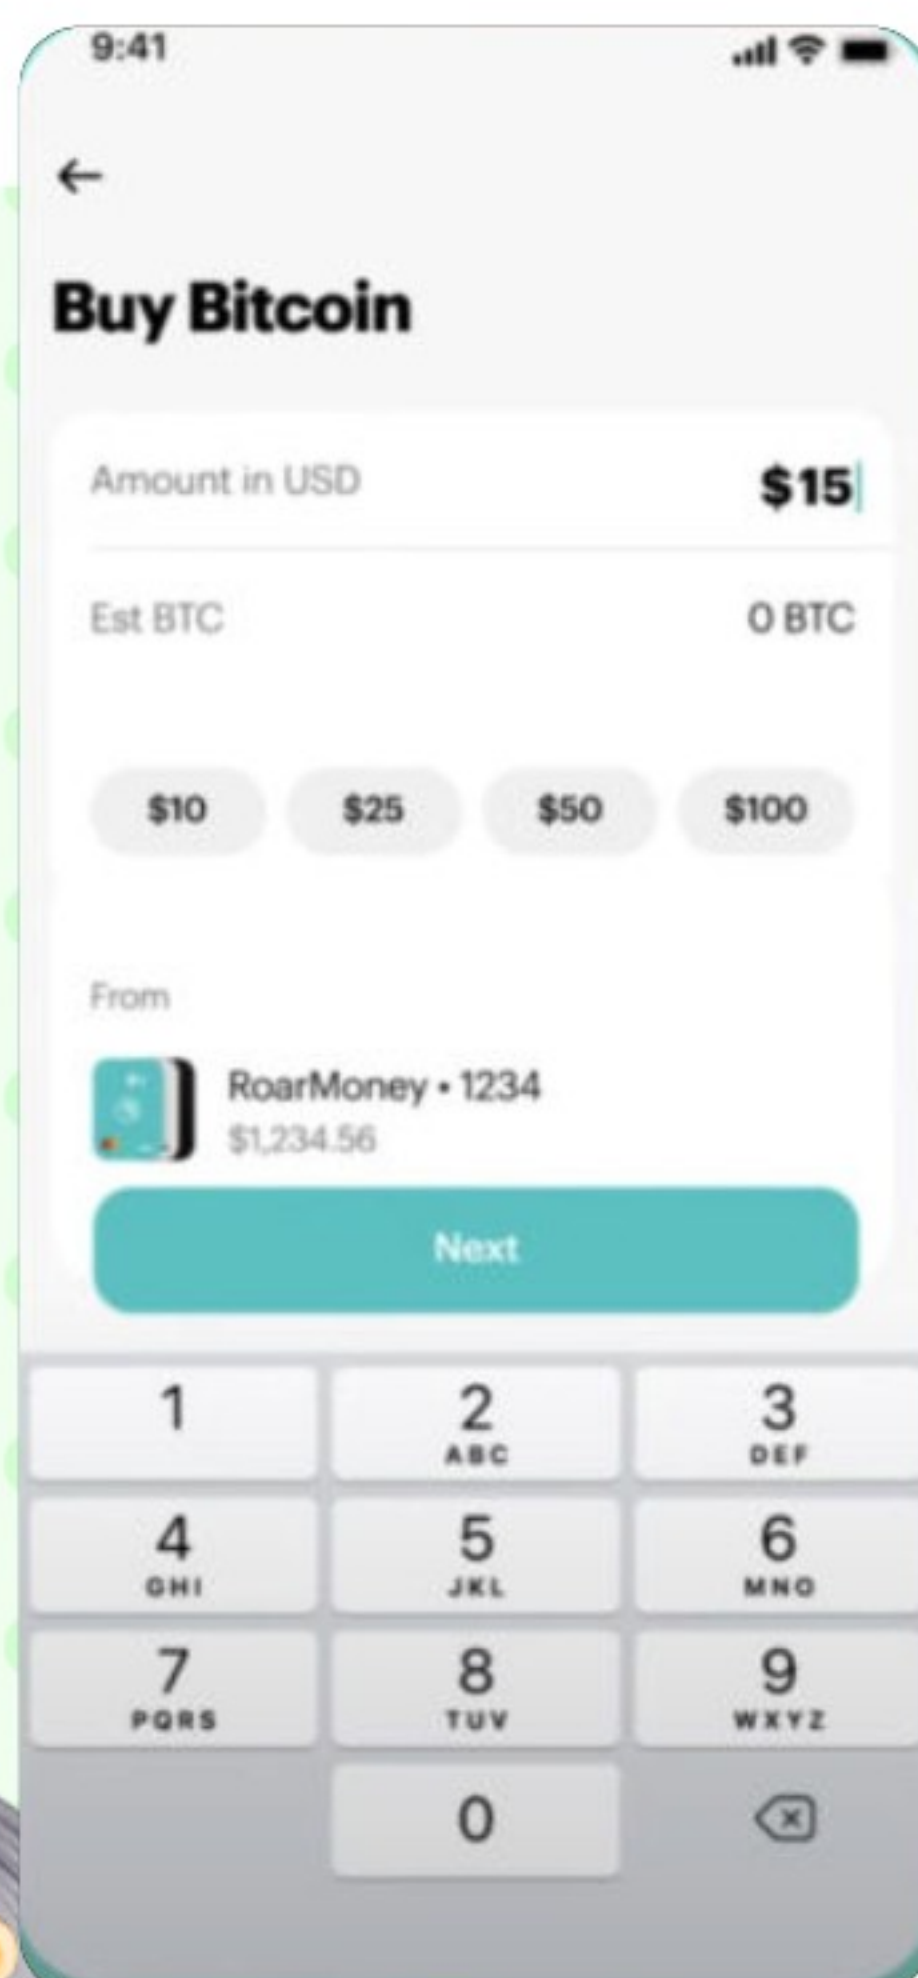 9:41
Buy Bitcoin
Amount in USD $15
Est BTC 0 BTC
$10 $25 $50 $100
From
RoarMoney • 1234
$1,234.56
Next
1 2 3
ABC DEF
4 5 6
GHI JKL MNO
7 8 9
PQRS TUV WXYZ
0